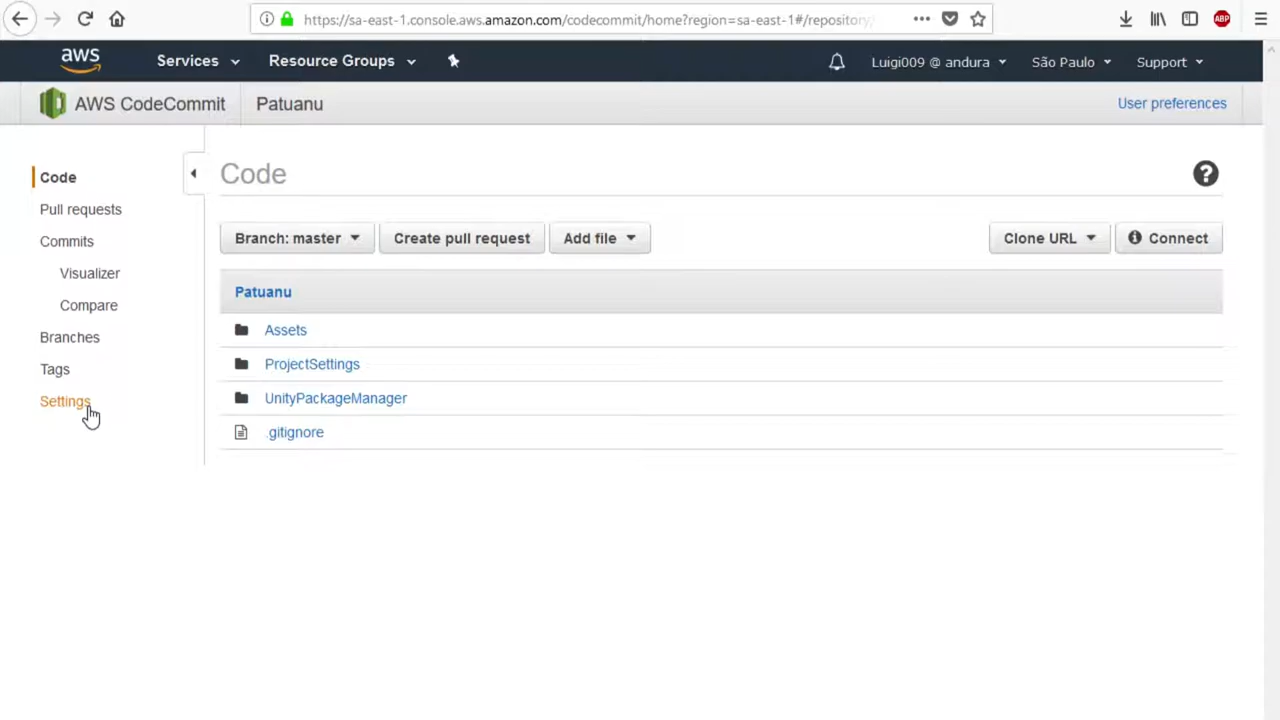 https://sa-east-1.console.aws.amazon.com/codecommit/home?region=sa-east-1#/repository/
ABP
aws Services Resource Groups Luigi009 @ andura São Paulo Support
AWS CodeCommit Patuanu User preferences
Code
Pull requests
Commits
Visualizer
Compare
Branches
Tags
Settings
Code
?
Branch: master Create pull request Add file Clone URL Connect
Patuanu
Assets
ProjectSettings
UnityPackageManager
.gitignore